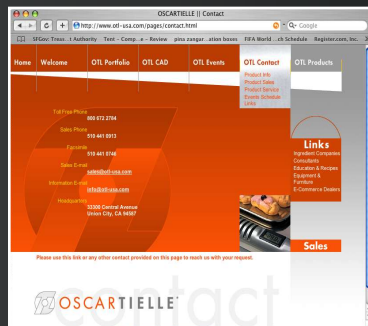 OSCARTIELLE || Contact
http://www.otl-usa.com/pages/contact.html
Q- Google
SFGov: Treas...t Authority Tent – Comp...e – Review pina zangar...ation boxes FIFA World ...ch Schedule Register.com, Inc.
Home Welcome OTL Portfolio OTL CAD OTL Events OTL Contact OTL Products
Product Info
Product Sales
Product Service
Events Schedule
Links
Toll Free Phone
800 672 2784
Sales Phone
510 441 8913
Facsimile
510 441 8748
Sales E-mail
sales@otl-usa.com
Information E-mail
info@otl-usa.com
Headquarters
33300 Central Avenue
Union City, CA 94587
Links
Ingredient Companies
Consultants
Education & Recipes
Equipment &
Furniture
E-Commerce Dealers
Sales
Please use this link or any other contact provided on this page to reach us with your request.
contact
OSCARTIELLE